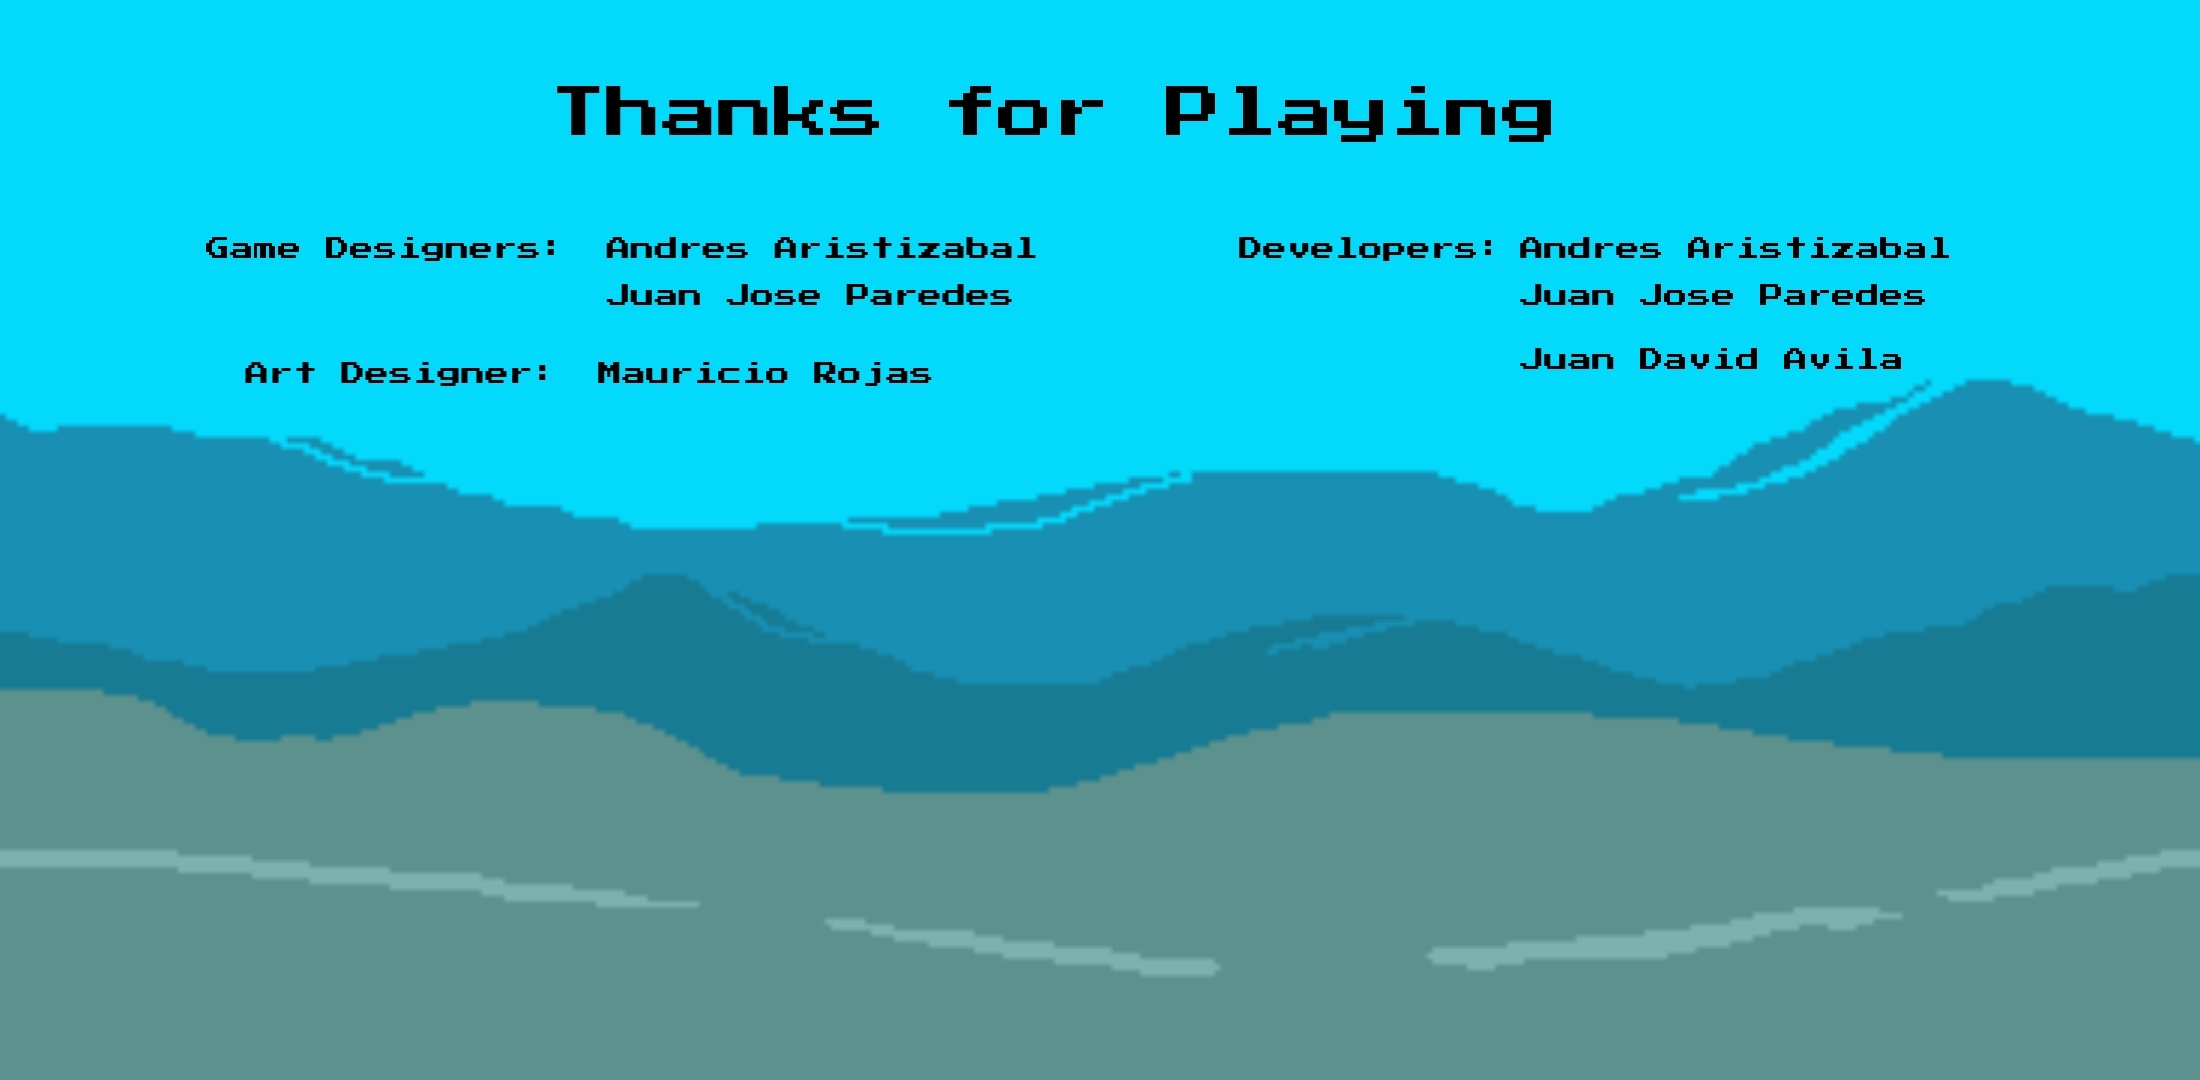 Thanks for Playing
Game Designers: Andres Aristizabal
Juan Jose Paredes
Art Designer: Mauricio Rojas
Developers: Andres Aristizabal
Juan Jose Paredes
Juan David Avila